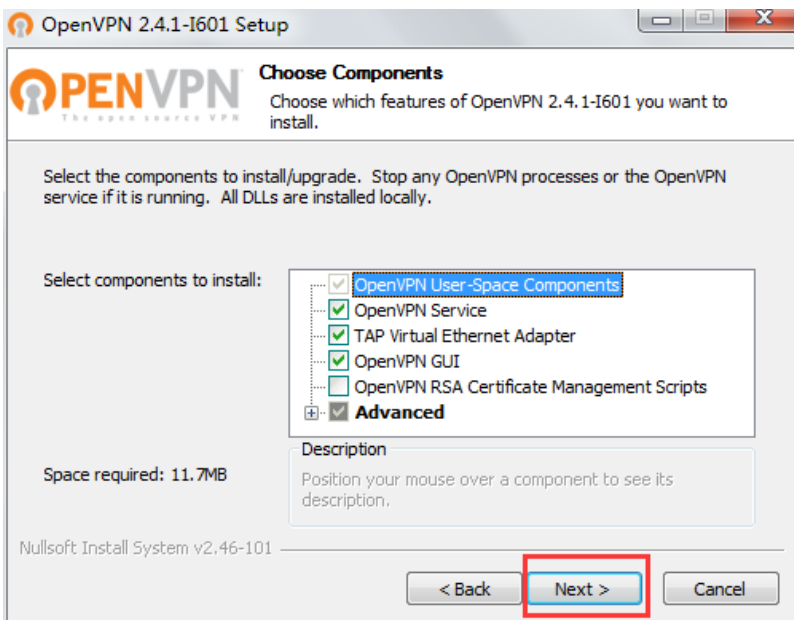 OpenVPN 2.4.1-I601 Setup
OPENVPN
The open source VPN
Choose Components
Choose which features of OpenVPN 2.4.1-I601 you want to
install.
Select the components to install/upgrade. Stop any OpenVPN processes or the OpenVPN
service if it is running. All DLLs are installed locally.
Select components to install:
OpenVPN User-Space Components
OpenVPN Service
TAP Virtual Ethernet Adapter
OpenVPN GUI
OpenVPN RSA Certificate Management Scripts
Advanced
Space required: 11.7MB
Description
Position your mouse over a component to see its
description.
Nullsoft Install System v2.46-101
< Back
Next >
Cancel